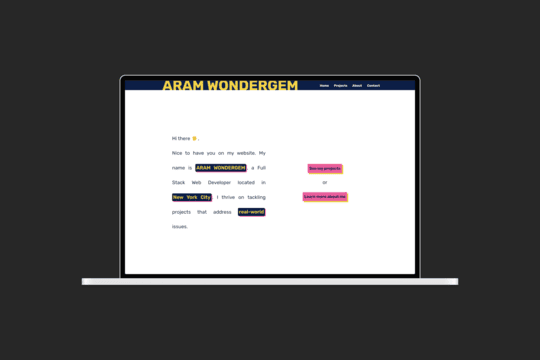 ARAM WONDERGEM
Home Projects About Contact
Hi there 👋 .
Nice to have you on my website. My
name is ARAM WONDERGEM, a Full
Stack Web Developer located in
New York City. I thrive on tackling
projects that address real-world
issues.
See my projects
or
Learn more about me